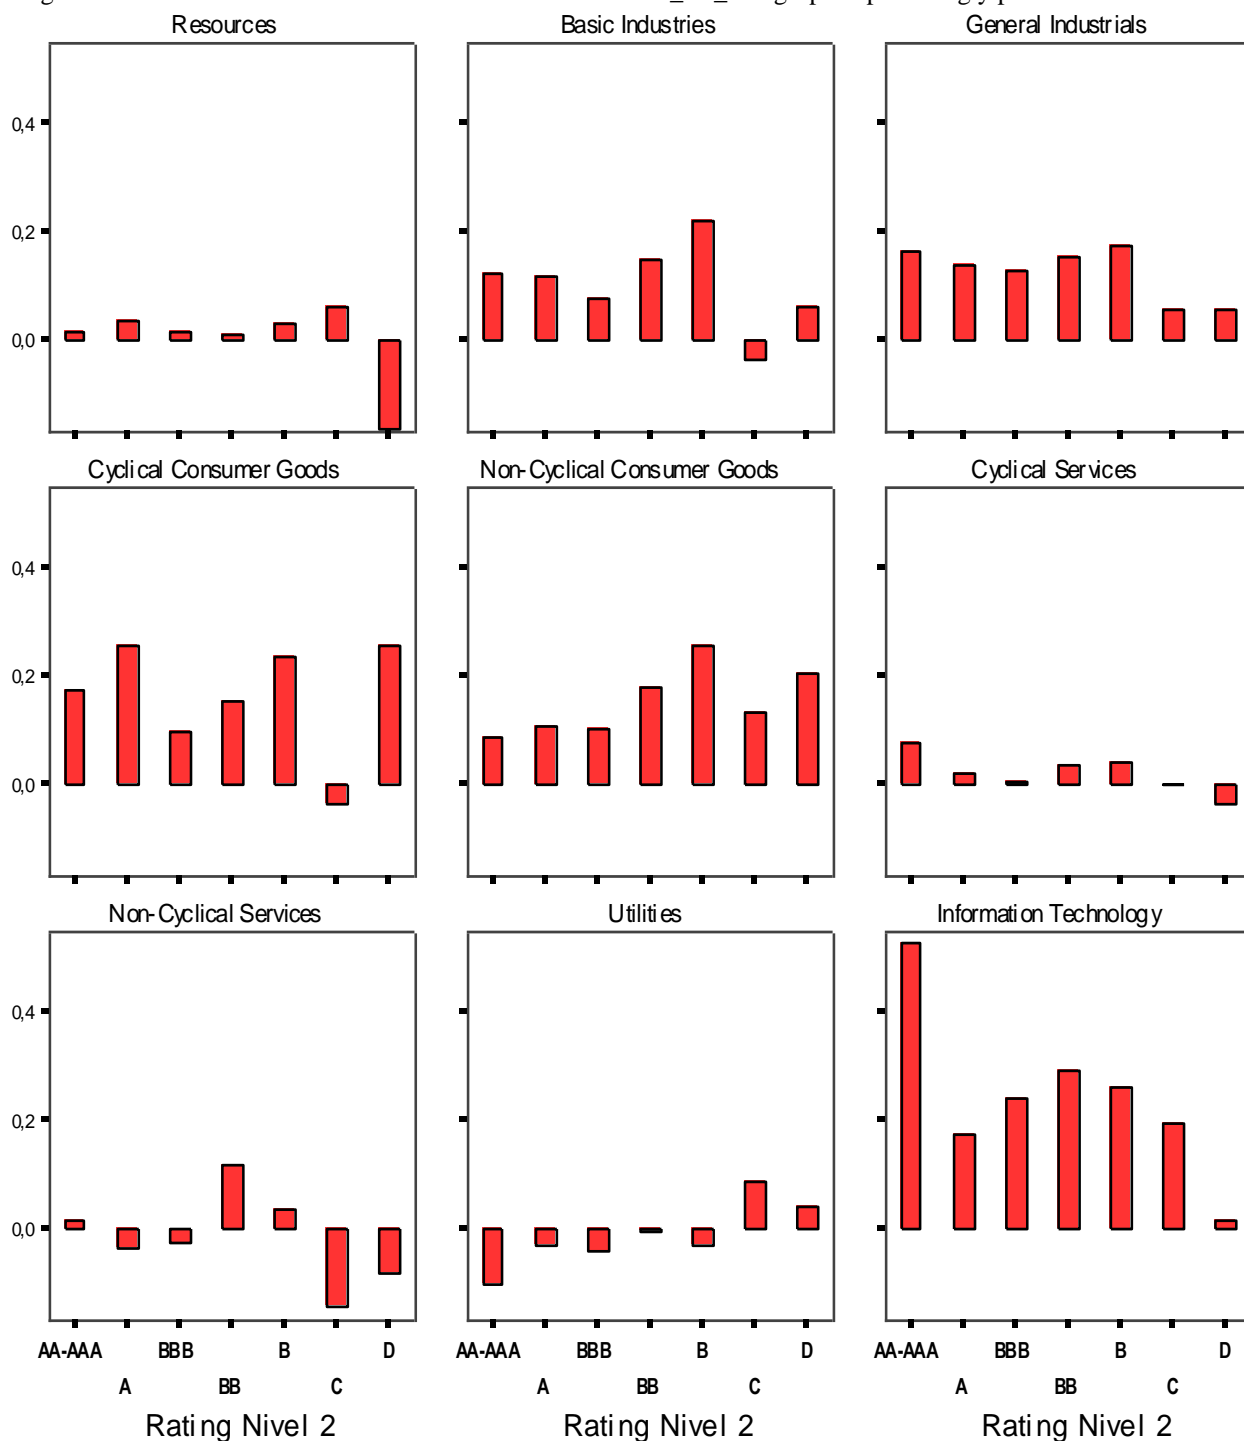 Resources Basic Industries General Industrials
0,4
0,2
0,0
Cyclical Consumer Goods Non-Cyclical Consumer Goods Cyclical Services
0,4
0,2
0,0
Non-Cyclical Services Utilities Information Technology
0,4
0,2
0,0
AA-AAA BBB B D AA-AAA BBB B D AA-AAA BBB B D
A BB C A BB C A BB C
Rating Nivel 2 Rating Nivel 2 Rating Nivel 2